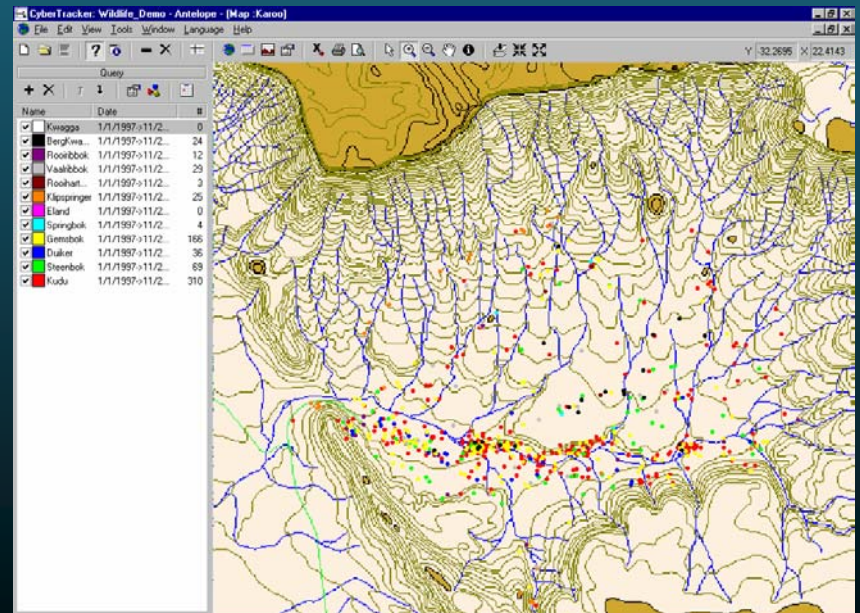 CyberTracker: Wildlife_Demo - Antelope - [Map :Karoo]
File Edit View Tools Window Language Help
Y -32.2695 X 22.4143
Query
Name Date #
Kwagga 1/1/1997->11/2... 0
BergKwa... 1/1/1997->11/2... 24
Rooiribbok 1/1/1997->11/2... 12
Vaalribbok 1/1/1997->11/2... 29
Rooihart... 1/1/1997->11/2... 3
Klipspringer 1/1/1997->11/2... 25
Eland 1/1/1997->11/2... 0
Springbok 1/1/1997->11/2... 4
Gemsbok 1/1/1997->11/2... 166
Duiker 1/1/1997->11/2... 36
Steenbok 1/1/1997->11/2... 69
Kudu 1/1/1997->11/2... 310